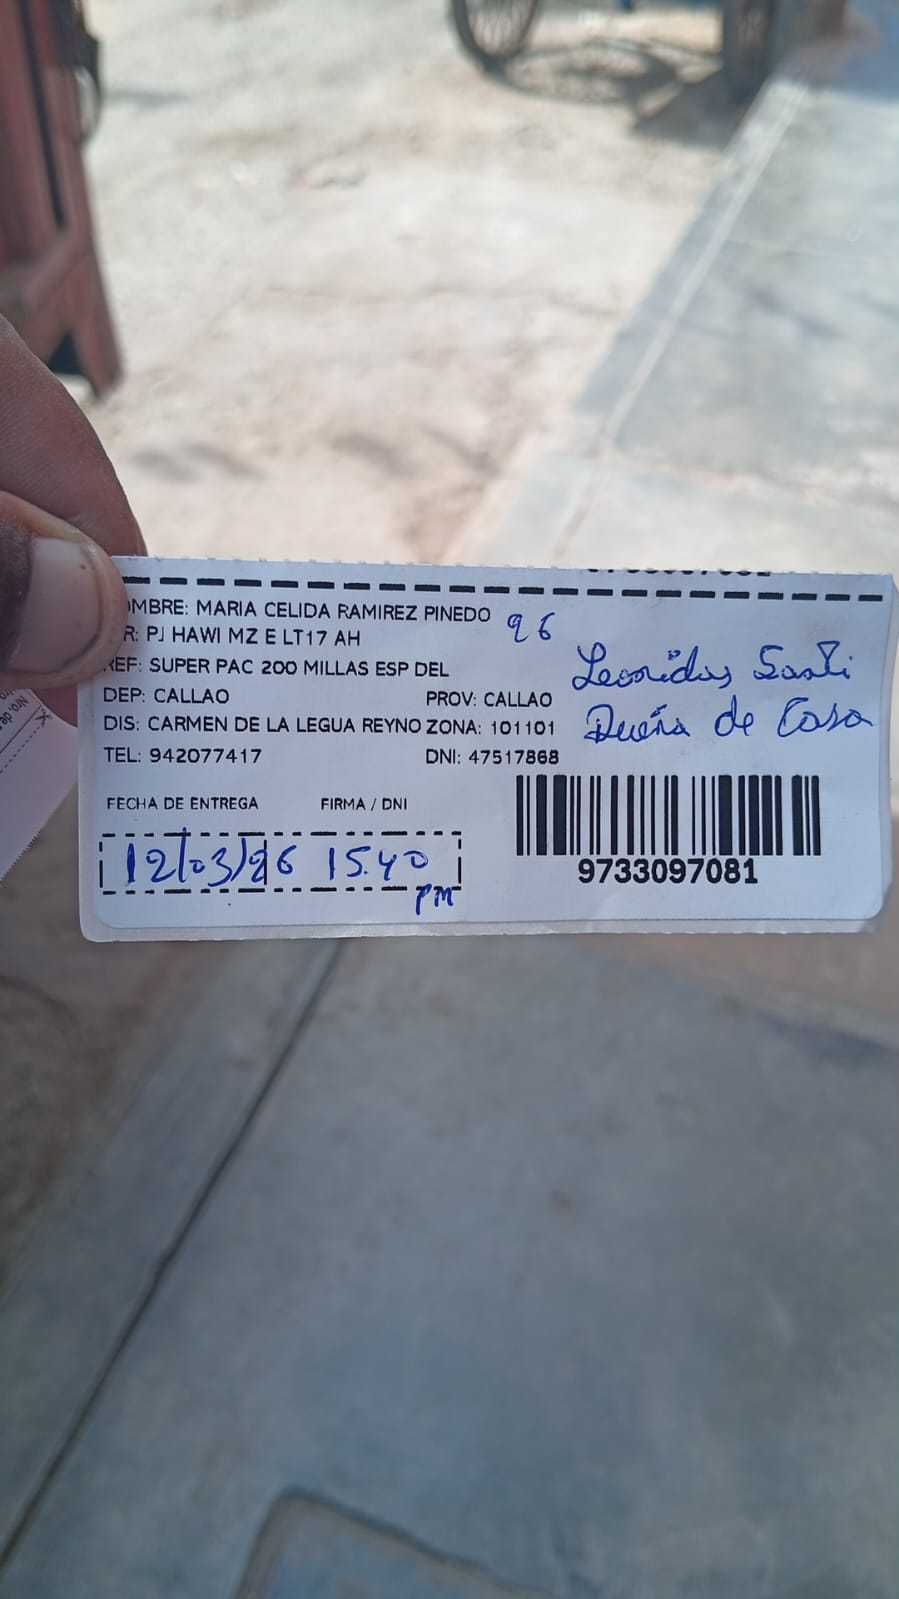 OMBRE: MARIA CELIDA RAMIREZ PINEDO
R: PJ HAWI MZ E LT17 AH
REF: SUPER PAC 200 MILLAS ESP DEL
DEP: CALLAO PROV: CALLAO
DIS: CARMEN DE LA LEGUA REYNO ZONA: 101101
TEL: 942077417 DNI: 47517868
96
Leonidas Santi
Dueña de Casa
FECHA DE ENTREGA FIRMA / DNI
12/03/26 15.40
PM
9733097081
Nro. de